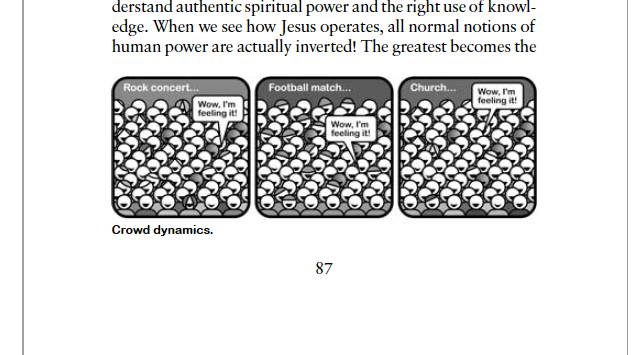 derstand authentic spiritual power and the right use of knowl-
edge. When we see how Jesus operates, all normal notions of
human power are actually inverted! The greatest becomes the
Rock concert...
Wow, I'm
feeling it!
Football match...
Wow, I'm
feeling it!
Church...
Wow, I'm
feeling it!
Crowd dynamics.
87